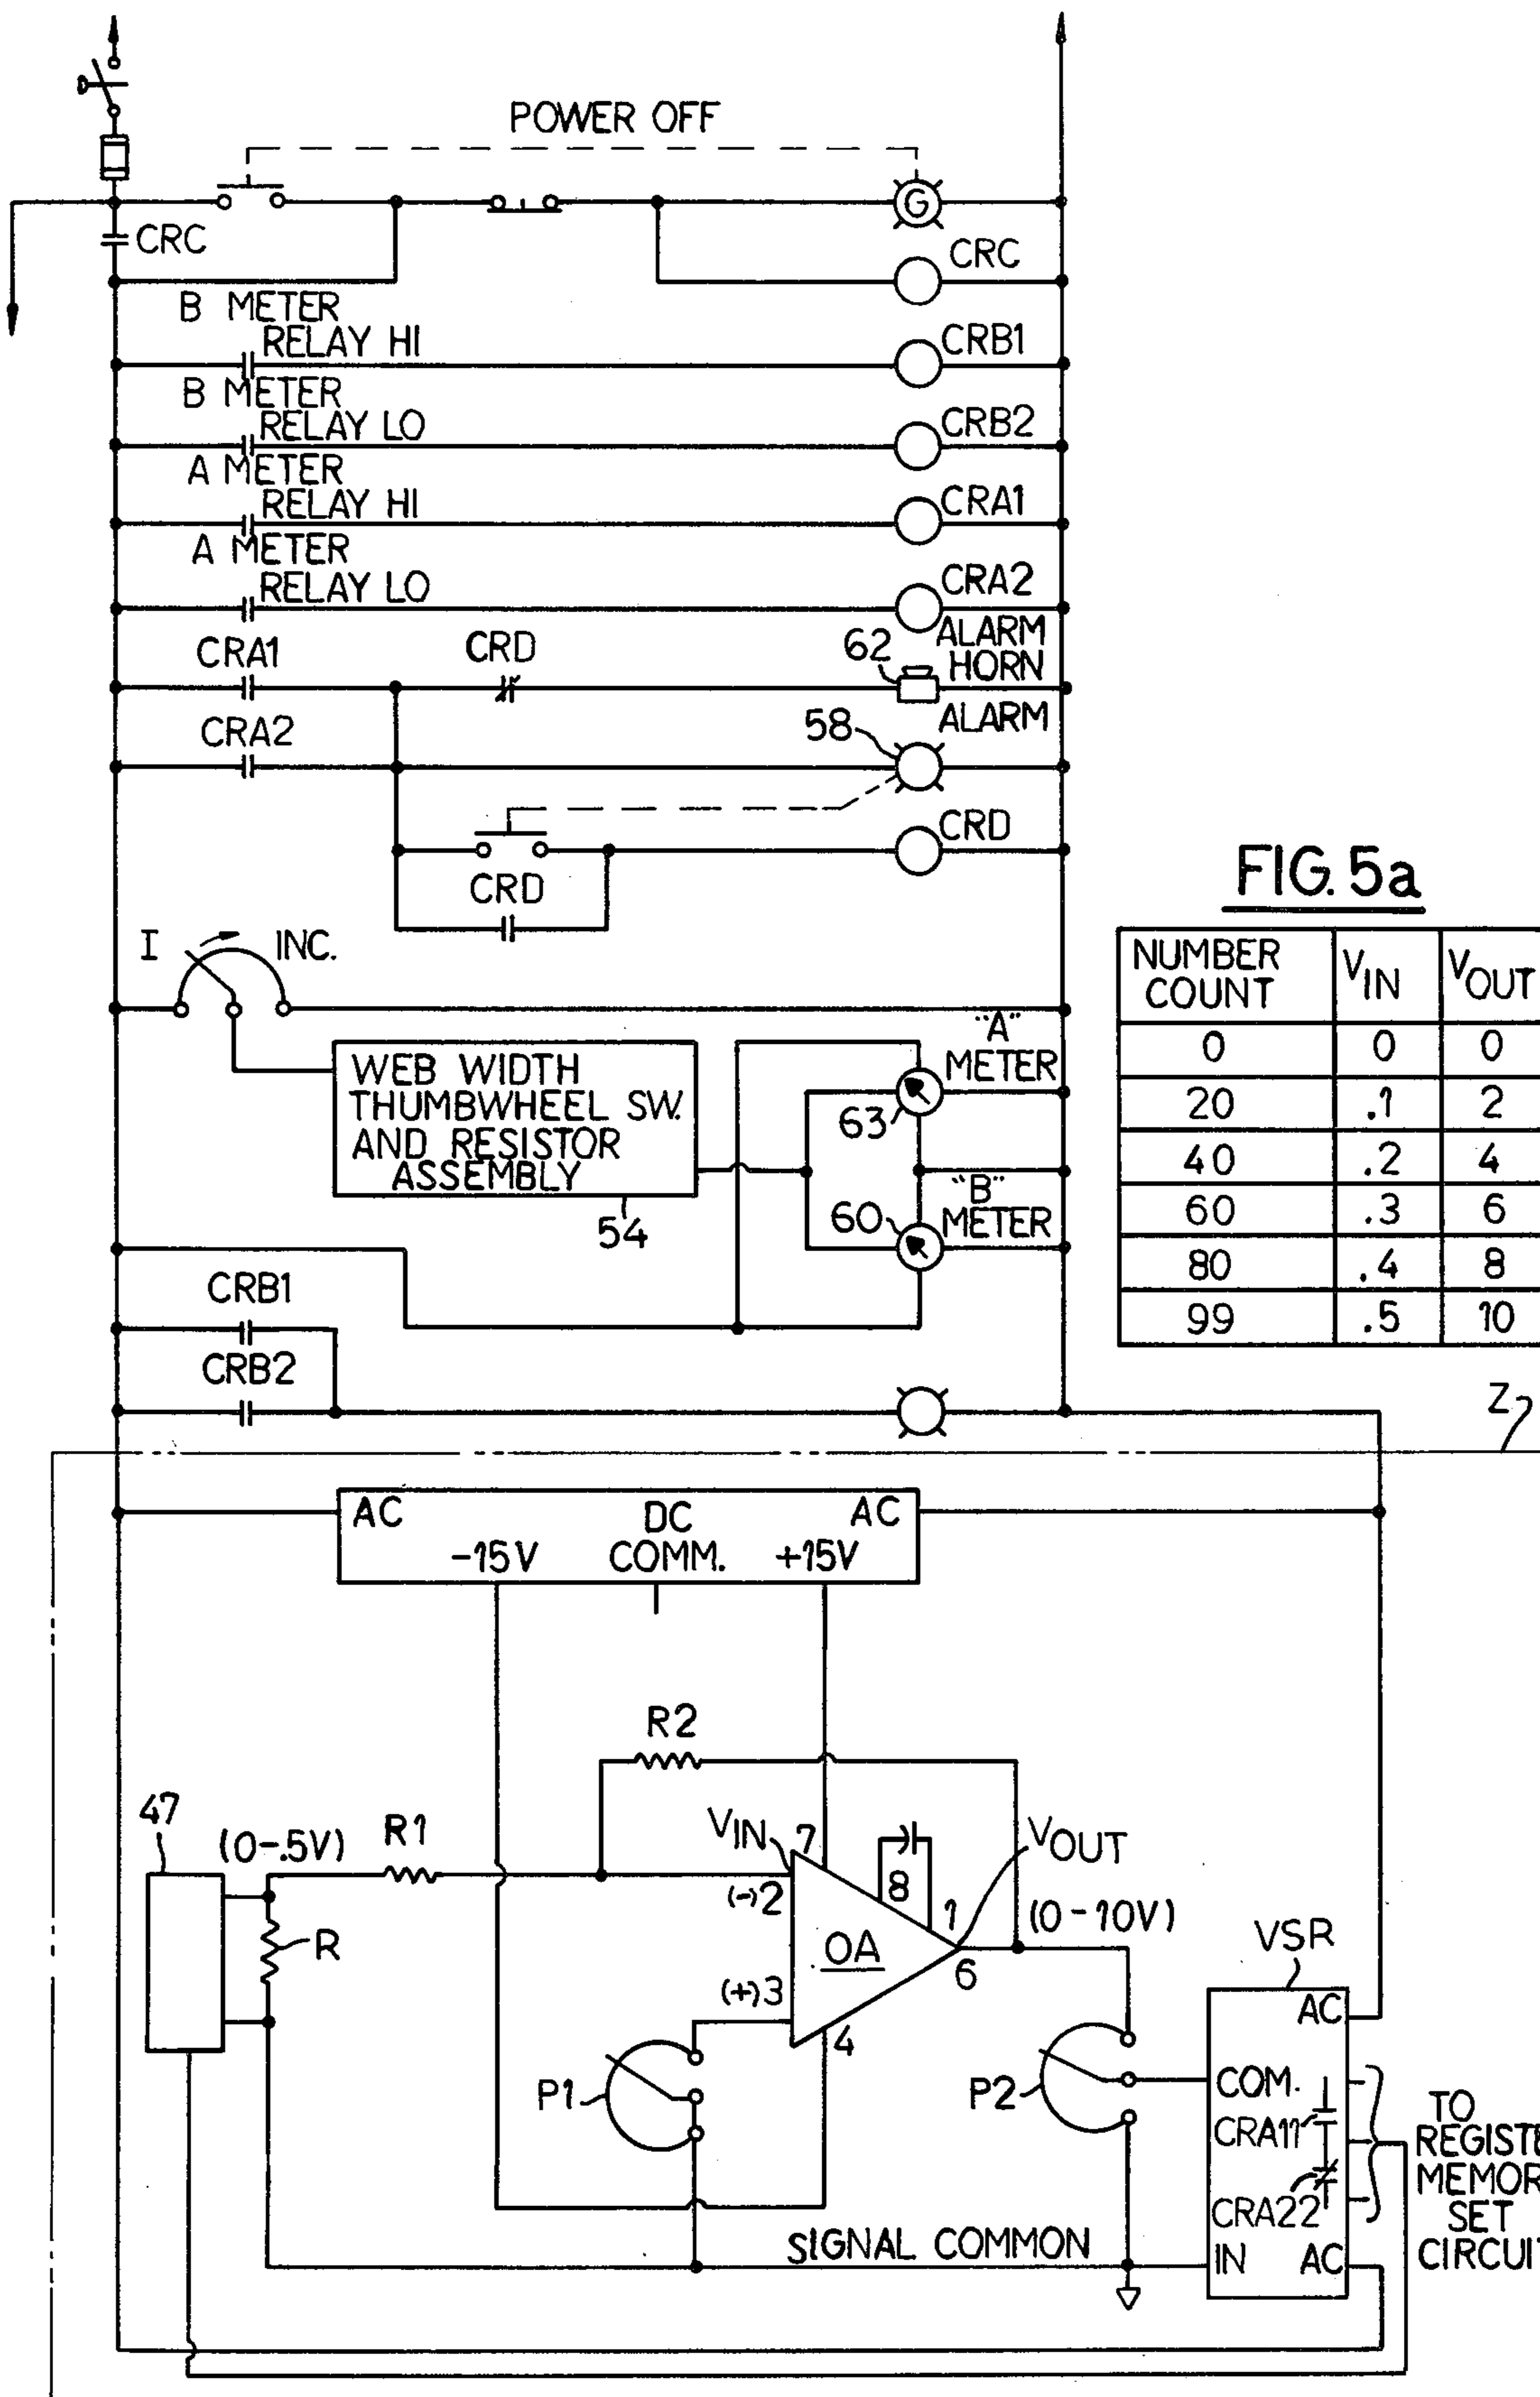 POWER OFF
G
CRC
CRC
B METER
RELAY HI
CRB1
B METER
RELAY LO
CRB2
A METER
RELAY HI
CRA1
A METER
RELAY LO
CRA2
CRA1
CRD
62
ALARM
HORN
CRA2
58
ALARM
CRD
CRD
I
INC.
WEB WIDTH
THUMBWHEEL SW.
AND RESISTOR
ASSEMBLY
54
"A"
METER
63
"B"
METER
60
CRB1
CRB2
FIG. 5a
NUMBER COUNT VIN VOUT
0 0 0
20 .1 2
40 .2 4
60 .3 6
80 .4 8
99 .5 10
Z
AC DC AC
-15V COMM. +15V
R2
47
(0-.5V)
R1
VIN
7
VOUT
(-)2
8
1
(0-10V)
R
OA
6
VSR
(+)3
4
AC
P1
P2
COM.
CRA11
CRA22
TO
REGISTE
MEMOR
SET
CIRCUIT
SIGNAL COMMON
IN AC